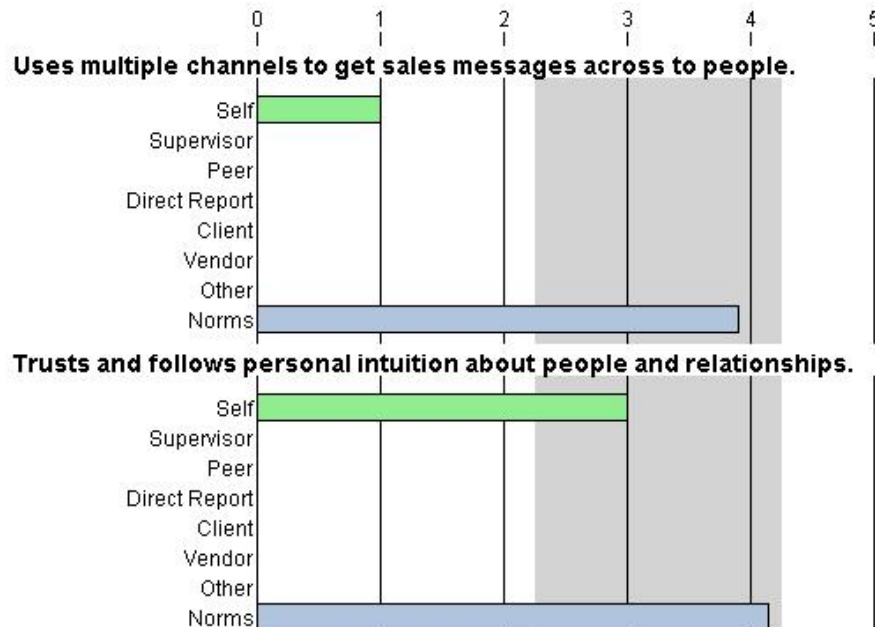 0 1 2 3 4 5
Uses multiple channels to get sales messages across to people.
Self
Supervisor
Peer
Direct Report
Client
Vendor
Other
Norms
Trusts and follows personal intuition about people and relationships.
Self
Supervisor
Peer
Direct Report
Client
Vendor
Other
Norms